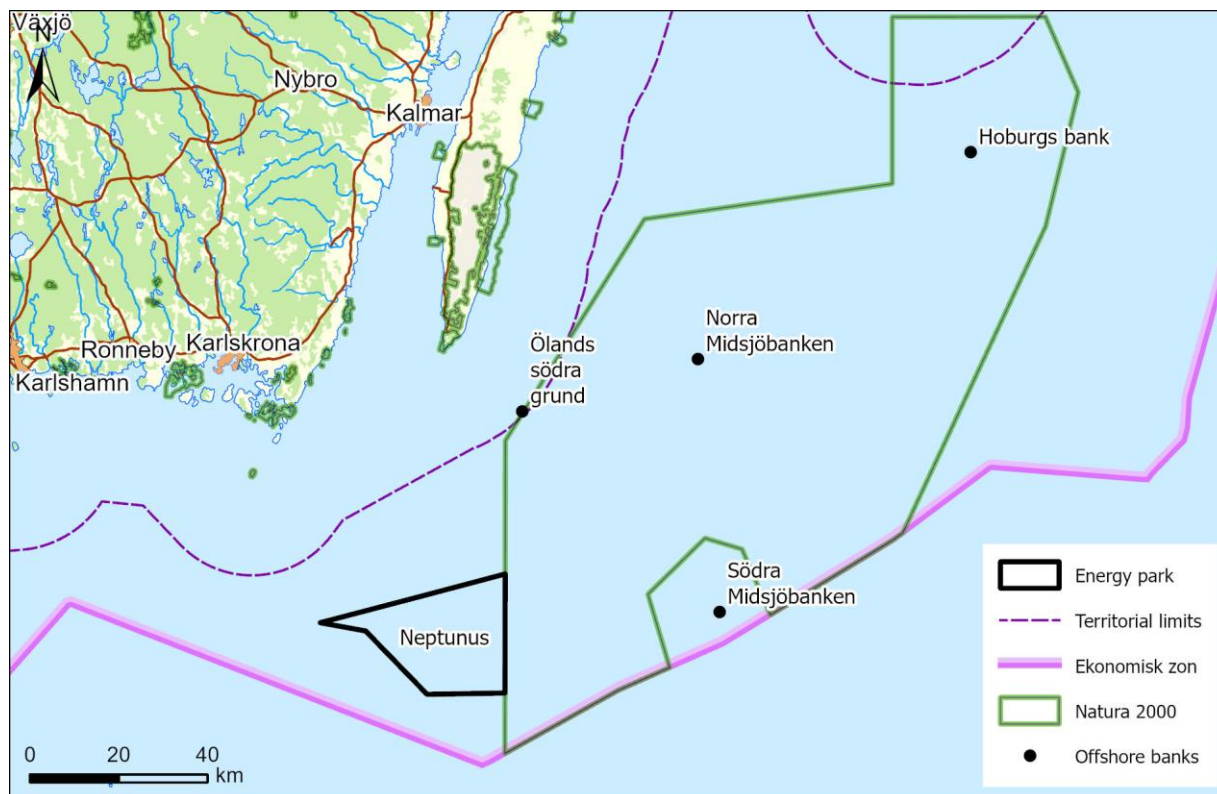 Växjö
N
Nybro
Kalmar
Hoburgs bank
Norra
Midsjöbanken
Ölands
södra
grund
Karlskrona
Ronneby
Karlshamn
Södra
Midsjöbanken
Neptunus
Energy park
Territorial limits
Ekonomisk zon
Natura 2000
Offshore banks
0 20 40
km